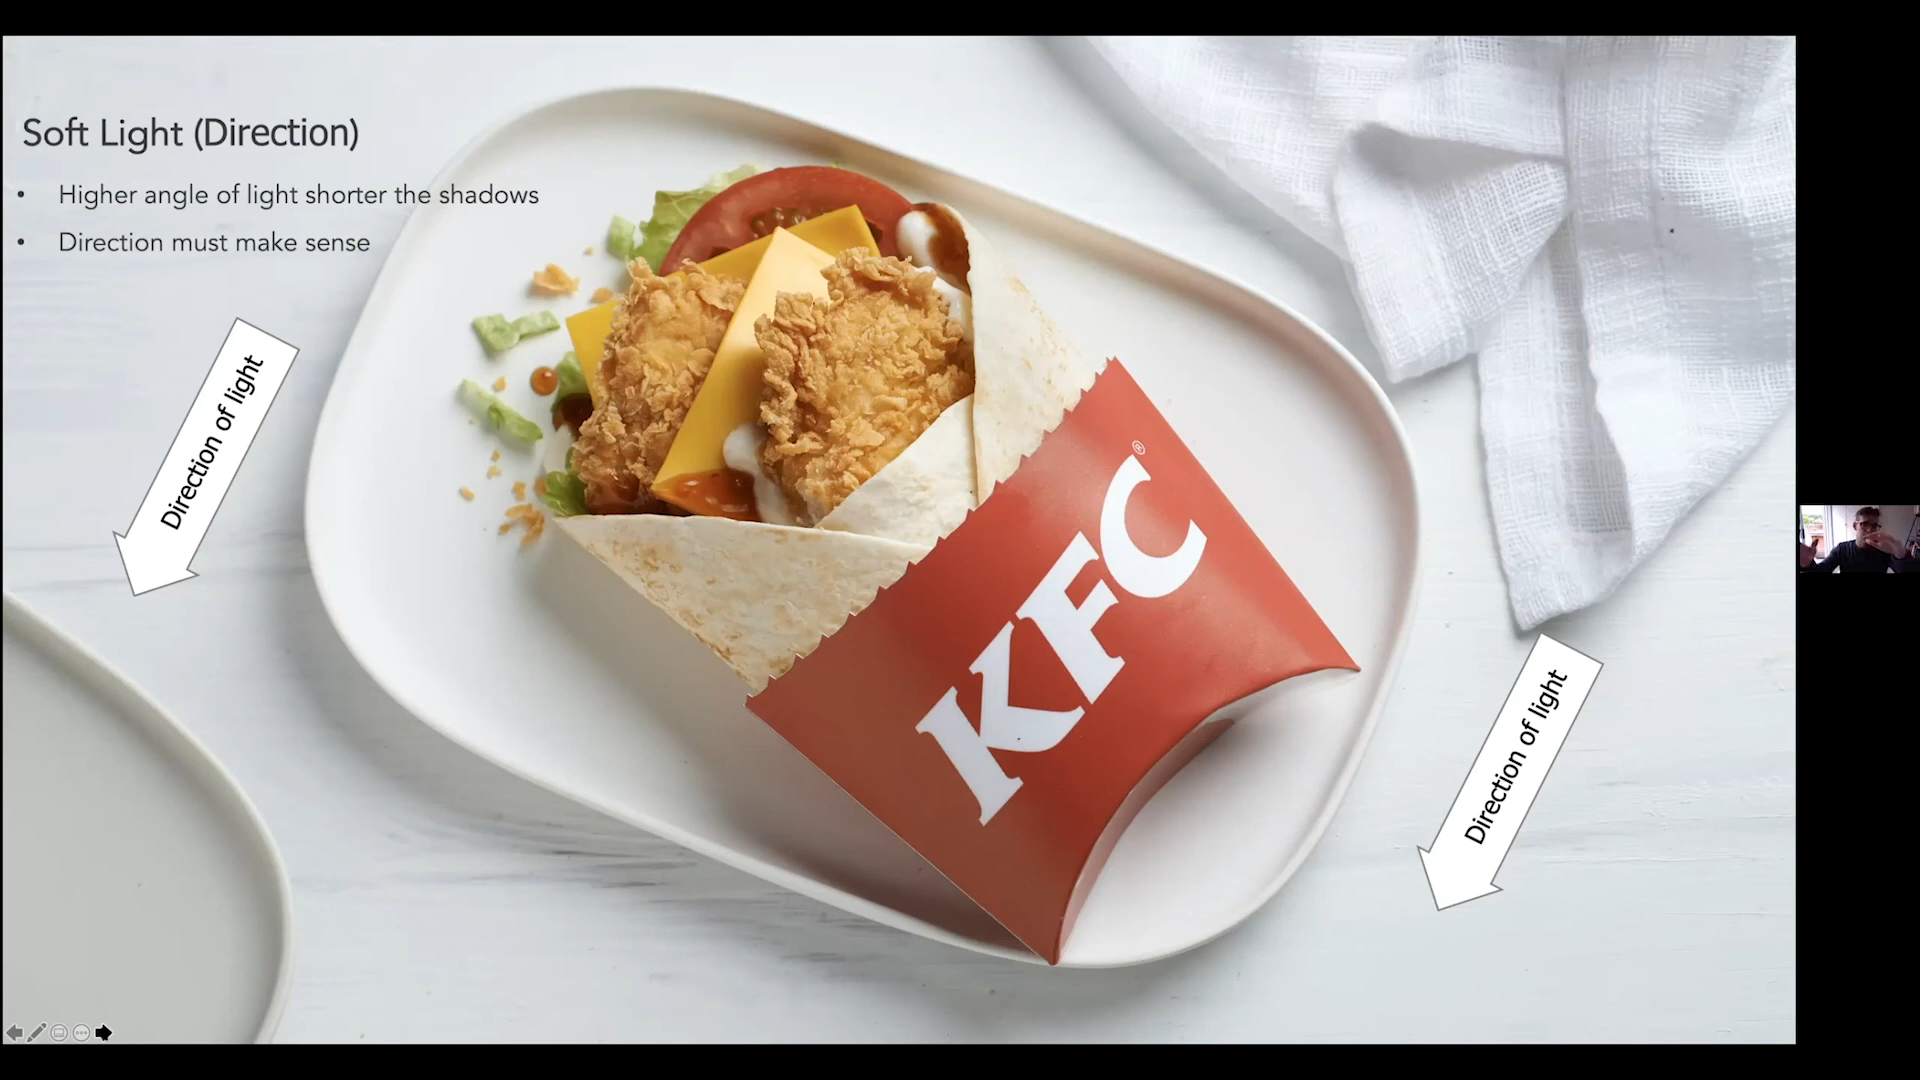 Soft Light (Direction)
• Higher angle of light shorter the shadows
• Direction must make sense
Direction of light
KFC®
Direction of light